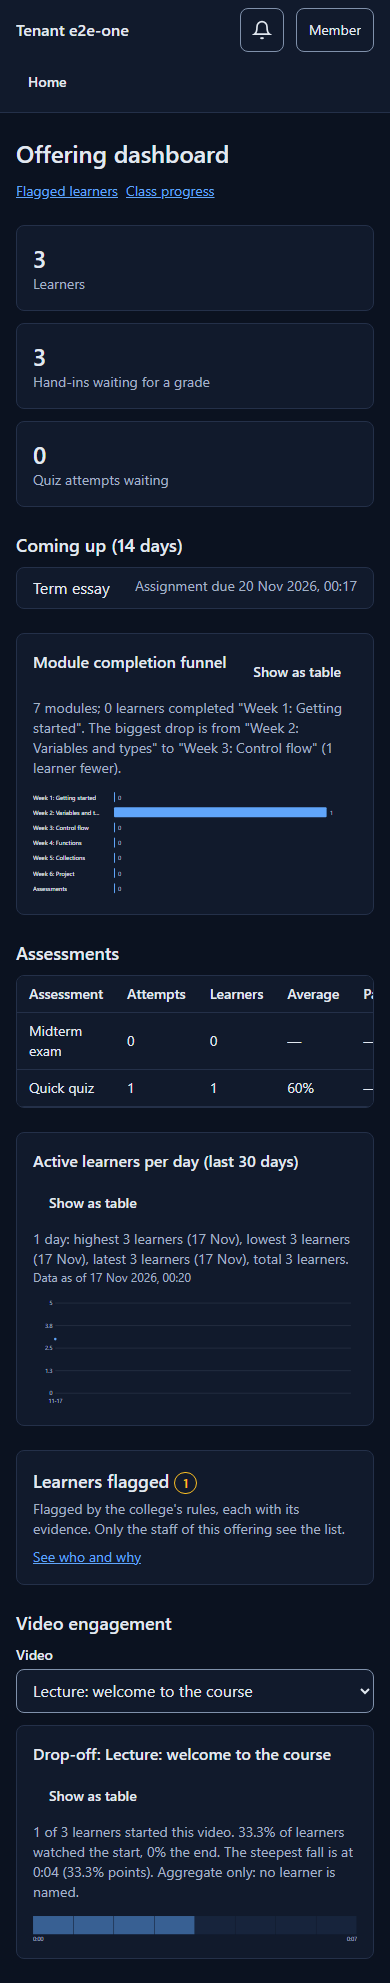 Tenant e2e-one
Member
Home
Offering dashboard
Flagged learners Class progress
3
Learners
3
Hand-ins waiting for a grade
0
Quiz attempts waiting
Coming up (14 days)
Term essay Assignment due 20 Nov 2026, 00:17
Module completion funnel
Show as table
7 modules; 0 learners completed "Week 1: Getting
started". The biggest drop is from "Week 2:
Variables and types" to "Week 3: Control flow" (1
learner fewer).
Week 1: Getting started 0
Week 2: Variables and t... 1
Week 3: Control flow 0
Week 4: Functions 0
Week 5: Collections 0
Week 6: Project 0
Assessments 0
Assessments
Assessment Attempts Learners Average
Midterm
exam 0 0 — —
Quick quiz 1 1 60% —
Active learners per day (last 30 days)
Show as table
1 day: highest 3 learners (17 Nov), lowest 3 learners
(17 Nov), latest 3 learners (17 Nov), total 3 learners.
Data as of 17 Nov 2026, 00:20
5
3.8
2.5
1.3
0
11-17
Learners flagged 1
Flagged by the college's rules, each with its
evidence. Only the staff of this offering see the list.
See who and why
Video engagement
Video
Lecture: welcome to the course
Drop-off: Lecture: welcome to the course
Show as table
1 of 3 learners started this video. 33.3% of learners
watched the start, 0% the end. The steepest fall is at
0:04 (33.3% points). Aggregate only: no learner is
named.
0:00 0:07